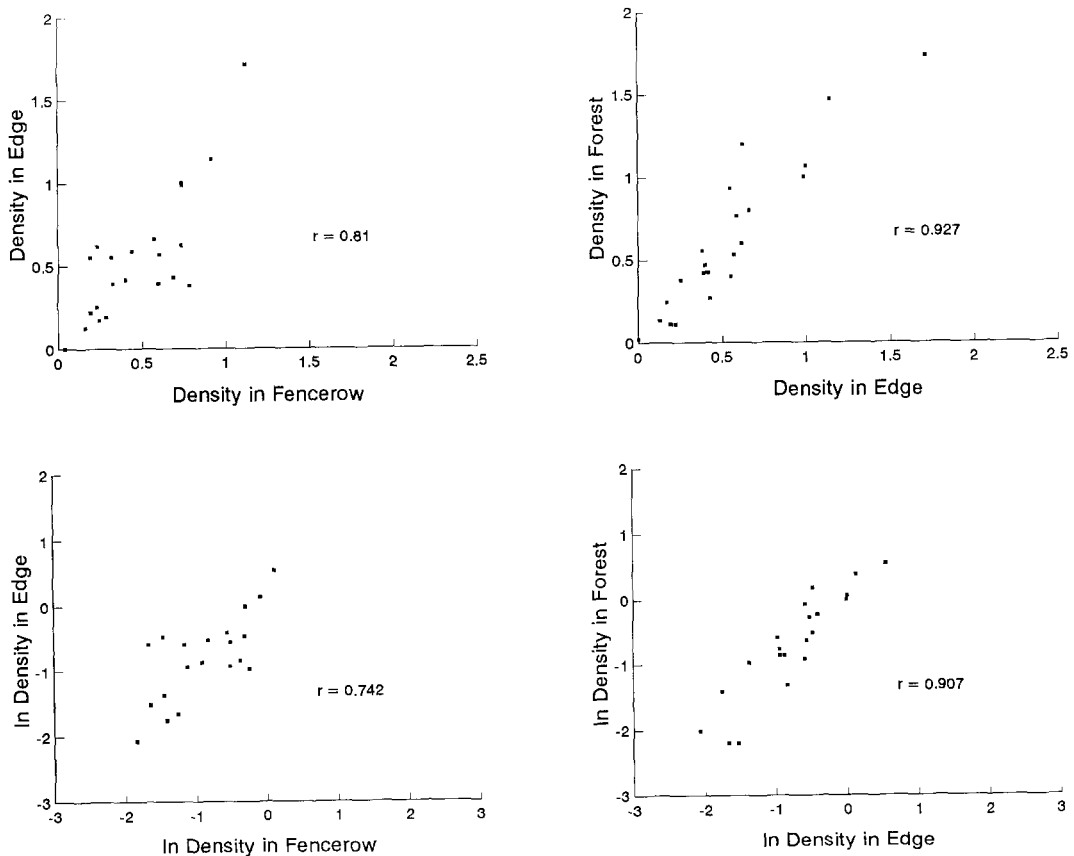 2
1.5
1
0.5
0
Density in Edge
r = 0.81
0 0.5 1 1.5 2 2.5
Density in Fencerow
2
1.5
1
0.5
0
Density in Forest
r = 0.927
0 0.5 1 1.5 2 2.5
Density in Edge
2
1
0
-1
-2
-3
In Density in Edge
r = 0.742
-3 -2 -1 0 1 2 3
In Density in Fencerow
2
1
0
-1
-2
-3
In Density in Forest
r = 0.907
-3 -2 -1 0 1 2 3
In Density in Edge